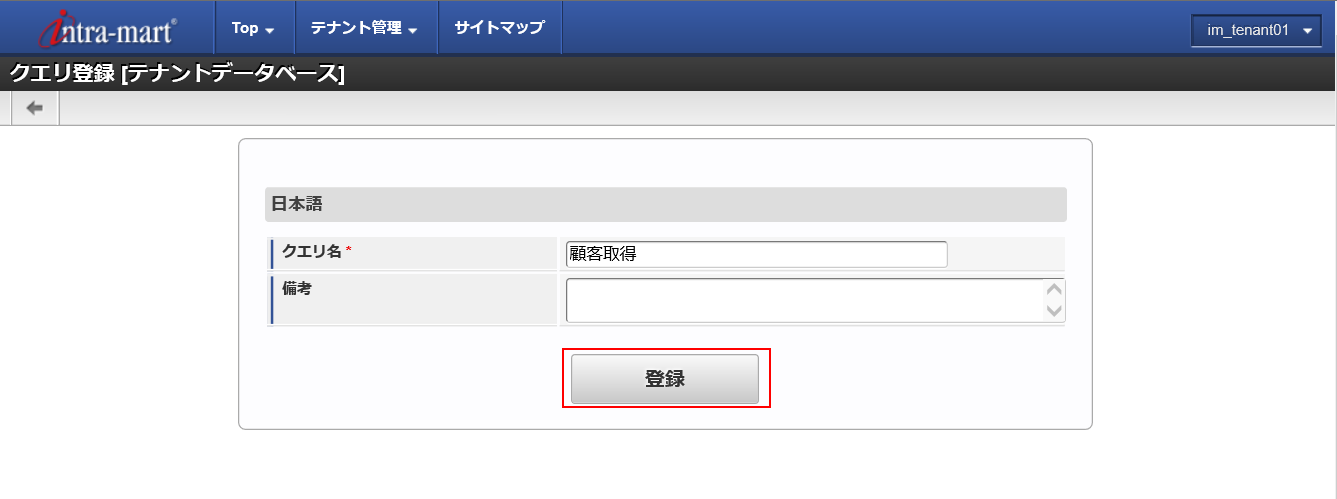 intra-mart®
Top
テナント管理
サイトマップ
im_tenant01
クエリ登録 [テナントデータベース]
日本語
クエリ名 *
顧客取得
備考
登録